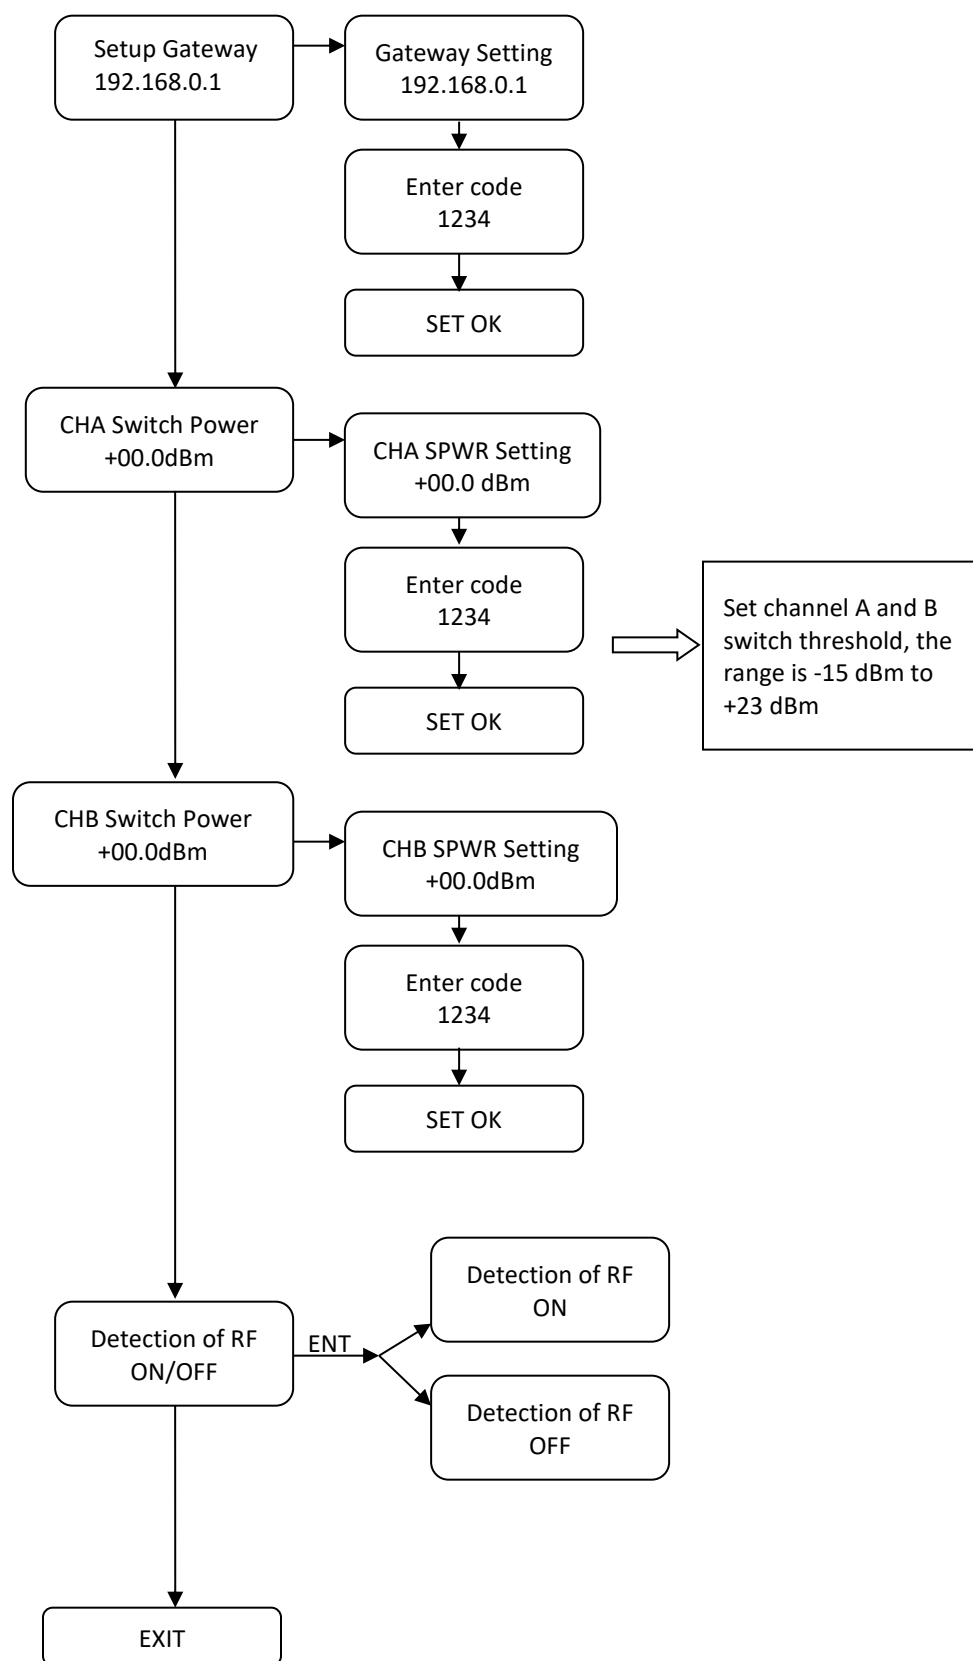 Setup Gateway
192.168.0.1
Gateway Setting
192.168.0.1
Enter code
1234
SET OK
CHA Switch Power
+00.0dBm
CHA SPWR Setting
+00.0 dBm
Enter code
1234
SET OK
Set channel A and B
switch threshold, the
range is -15 dBm to
+23 dBm
CHB Switch Power
+00.0dBm
CHB SPWR Setting
+00.0dBm
Enter code
1234
SET OK
Detection of RF
ON/OFF
ENT
Detection of RF
ON
Detection of RF
OFF
EXIT